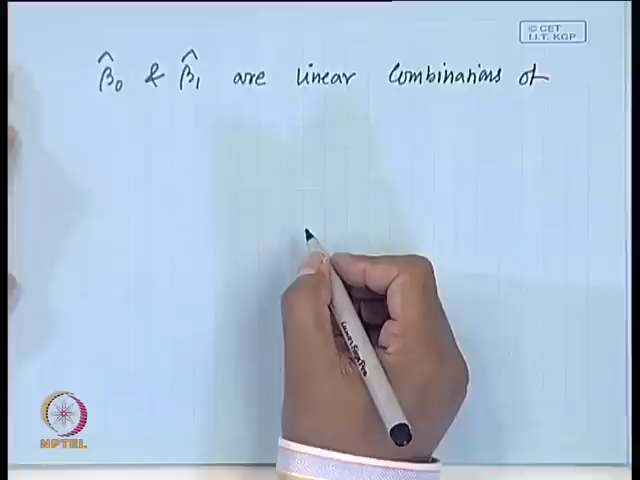 © CET
I.I.T. KGP
β̂₀ & β̂₁ are linear Combinations of
NPTEL